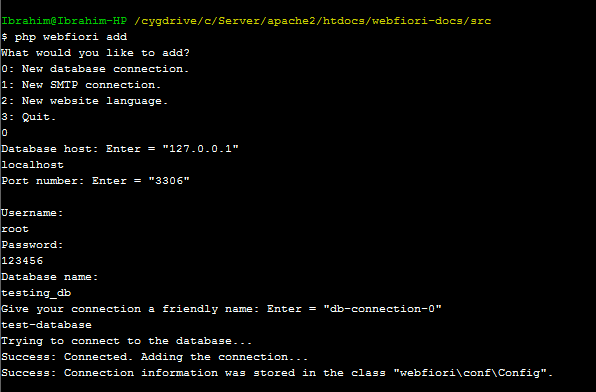 Ibrahim@Ibrahim-HP /cygdrive/c/Server/apache2/htdocs/webfiori-docs/src
$ php webfiori add
What would you like to add?
0: New database connection.
1: New SMTP connection.
2: New website language.
3: Quit.
0
Database host: Enter = "127.0.0.1"
localhost
Port number: Enter = "3306"
Username:
root
Password:
123456
Database name:
testing_db
Give your connection a friendly name: Enter = "db-connection-0"
test-database
Trying to connect to the database...
Success: Connected. Adding the connection...
Success: Connection information was stored in the class "webfiori\conf\Config".